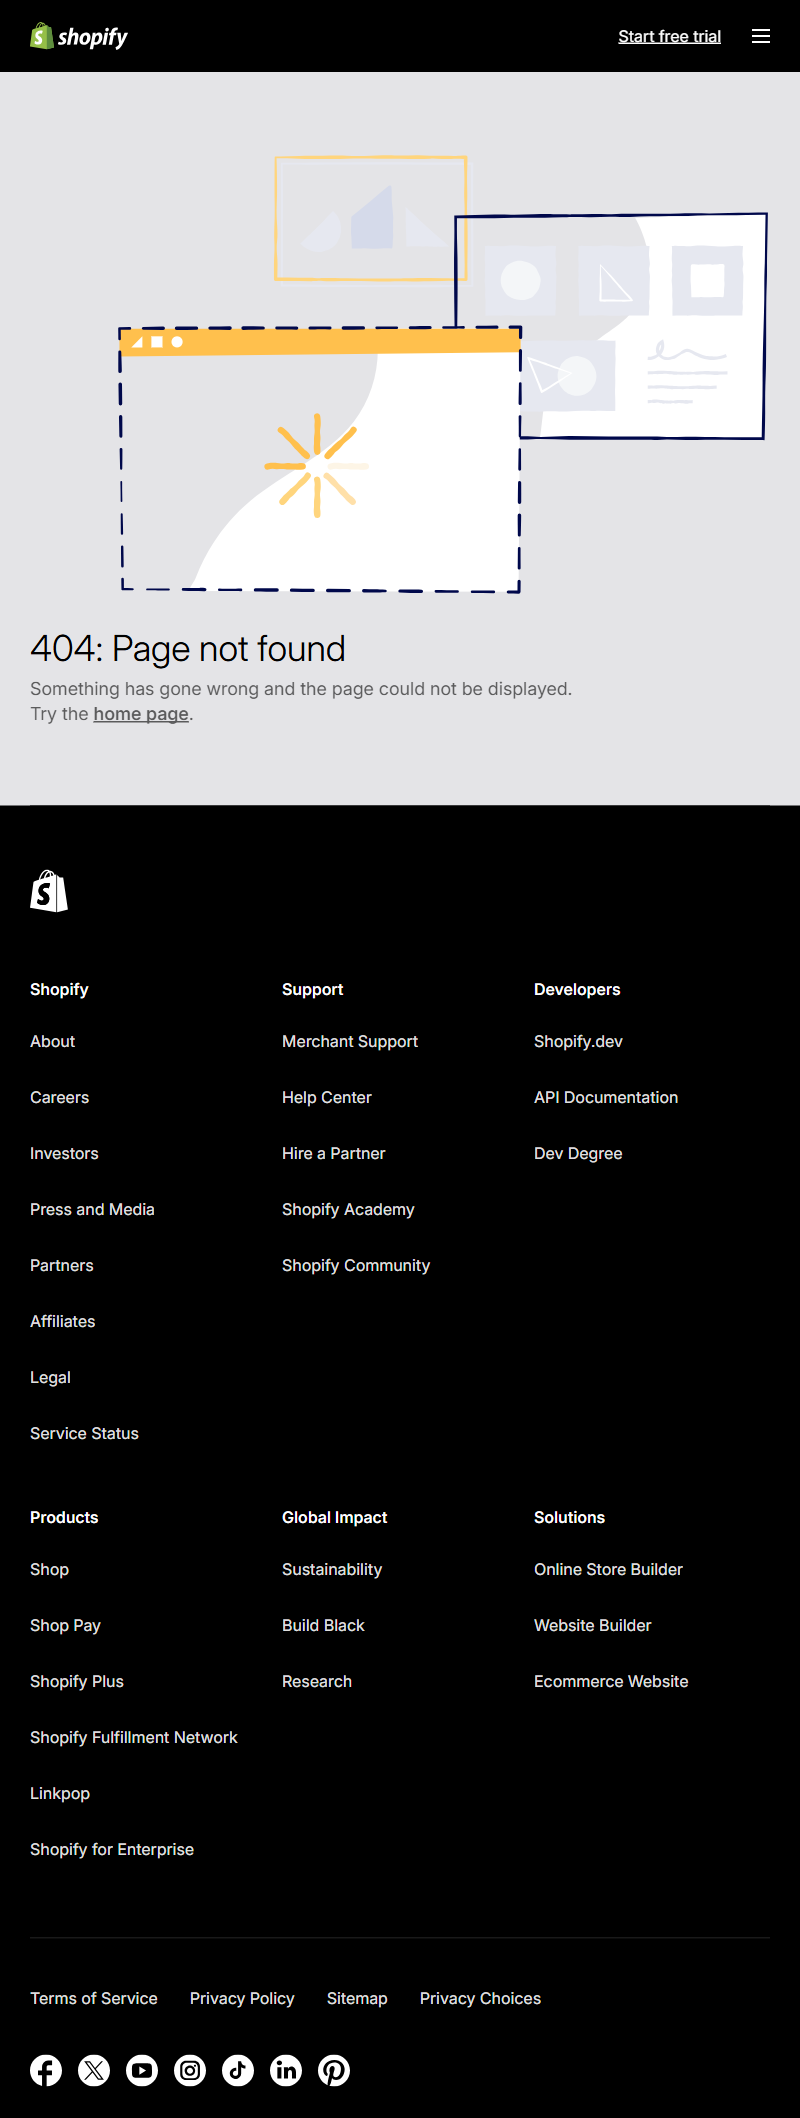 shopify
Start free trial
404: Page not found
Something has gone wrong and the page could not be displayed.
Try the home page.
Shopify
About
Careers
Investors
Press and Media
Partners
Affiliates
Legal
Service Status
Support
Merchant Support
Help Center
Hire a Partner
Shopify Academy
Shopify Community
Developers
Shopify.dev
API Documentation
Dev Degree
Products
Shop
Shop Pay
Shopify Plus
Shopify Fulfillment Network
Linkpop
Shopify for Enterprise
Global Impact
Sustainability
Build Black
Research
Solutions
Online Store Builder
Website Builder
Ecommerce Website
Terms of Service
Privacy Policy
Sitemap
Privacy Choices